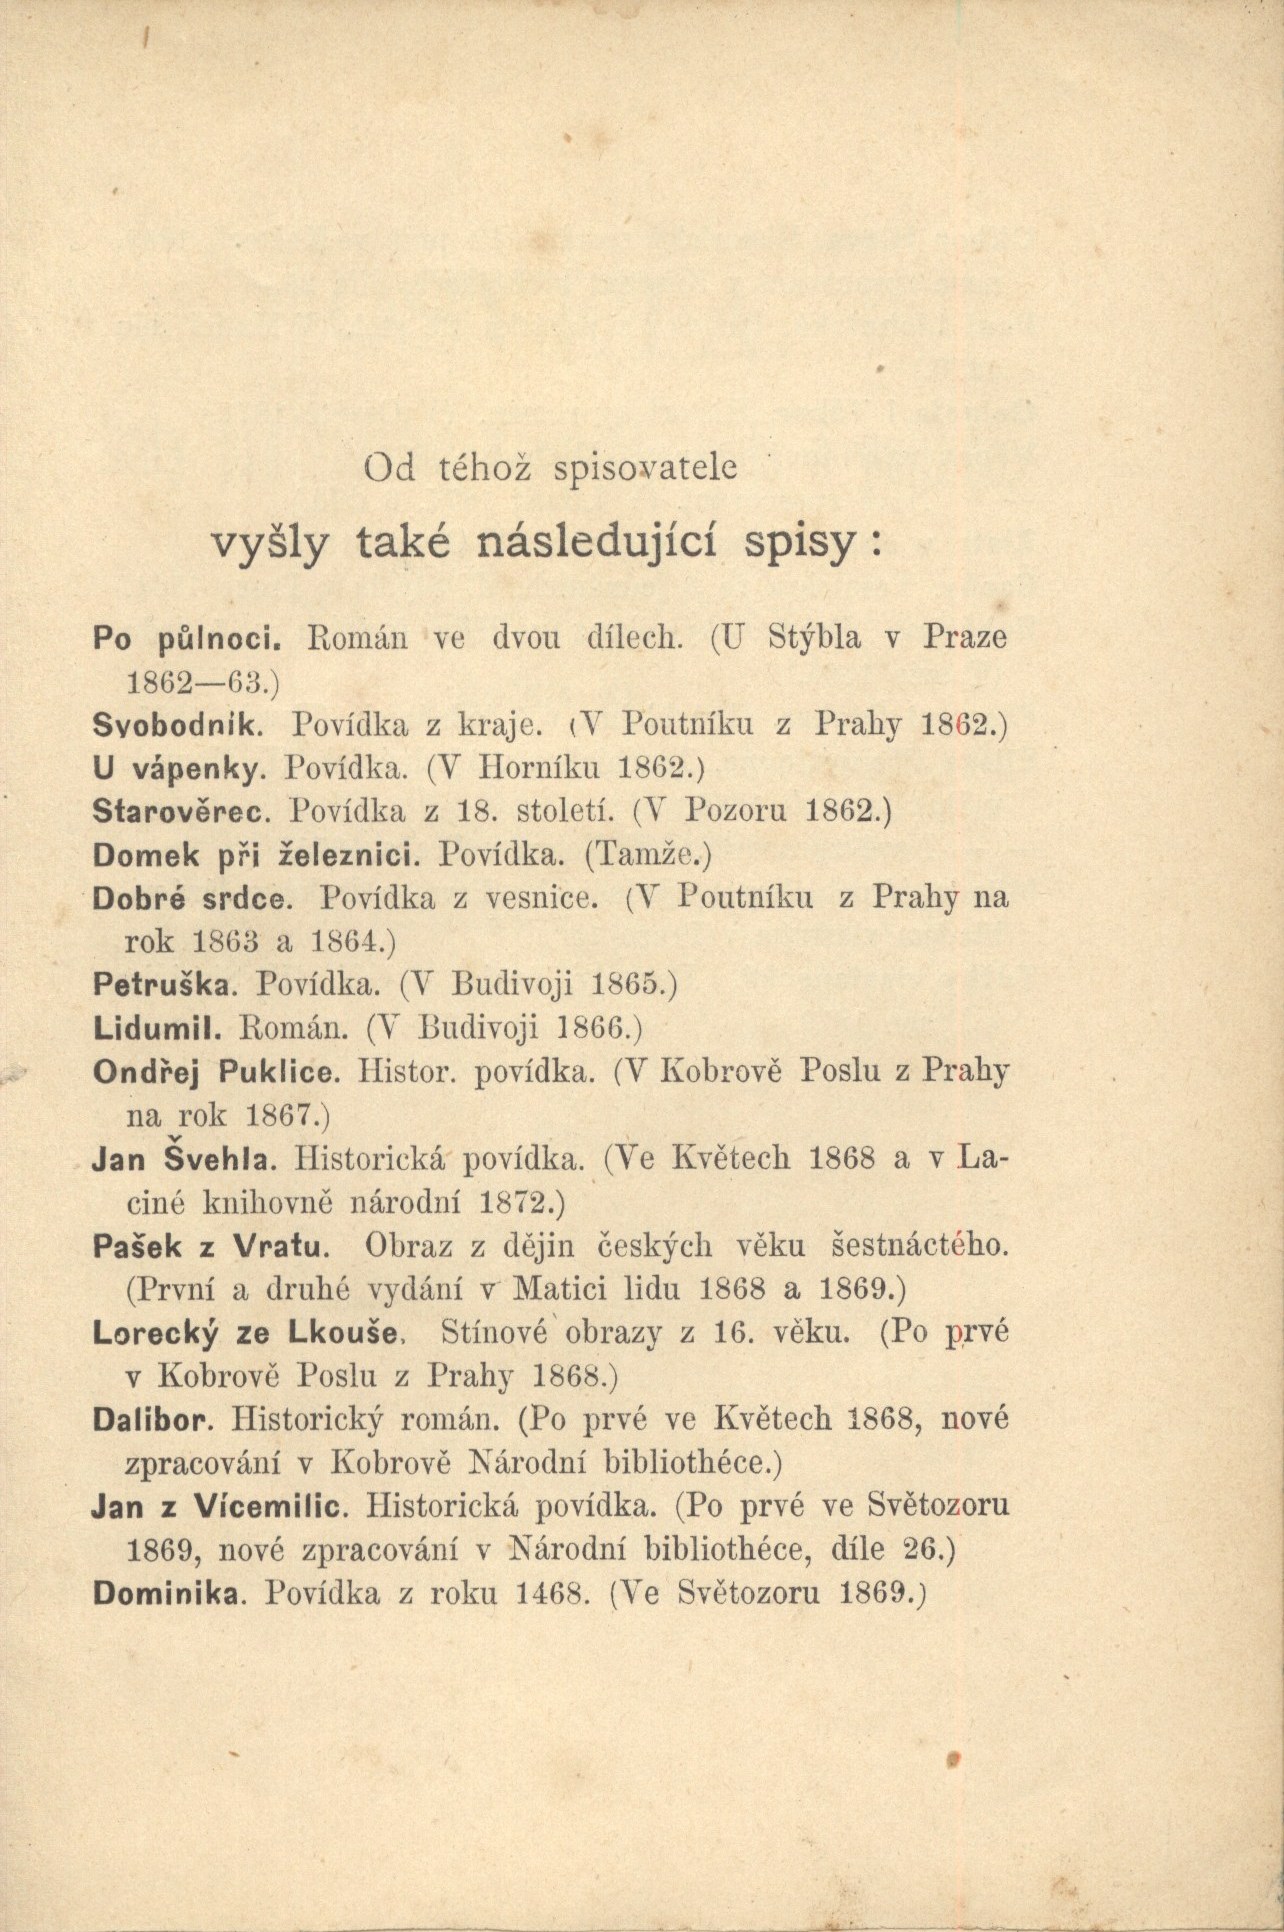 Od téhož spisovatele
vyšly také následující spisy:
Po půlnoci. Román ve dvou dílech. (U Stýbla v Praze
1862—63.)
Svobodník. Povídka z kraje. (V Poutníku z Prahy 1862.)
U vápenky. Povídka. (V Horníku 1862.)
Starověrec. Povídka z 18. století. (V Pozoru 1862.)
Domek při železnici. Povídka. (Tamže.)
Dobré srdce. Povídka z vesnice. (V Poutníku z Prahy na
rok 1863 a 1864.)
Petruška. Povídka. (V Budivoji 1865.)
Lidumil. Román. (V Budivoji 1866.)
Ondřej Puklice. Histor. povídka. (V Kobrově Poslu z Prahy
na rok 1867.)
Jan Švehla. Historická povídka. (Ve Květech 1868 a v La-
ciné knihovně národní 1872.)
Pašek z Vratu. Obraz z dějin českých věku šestnáctého.
(První a druhé vydání v Matici lidu 1868 a 1869.)
Lorecký ze Lkouše. Stínové obrazy z 16. věku. (Po prvé
v Kobrově Poslu z Prahy 1868.)
Dalibor. Historický román. (Po prvé ve Květech 1868, nové
zpracování v Kobrově Národní bibliothéce.)
Jan z Vícemilic. Historická povídka. (Po prvé ve Světozoru
1869, nové zpracování v Národní bibliothéce, díle 26.)
Dominika. Povídka z roku 1468. (Ve Světozoru 1869.)